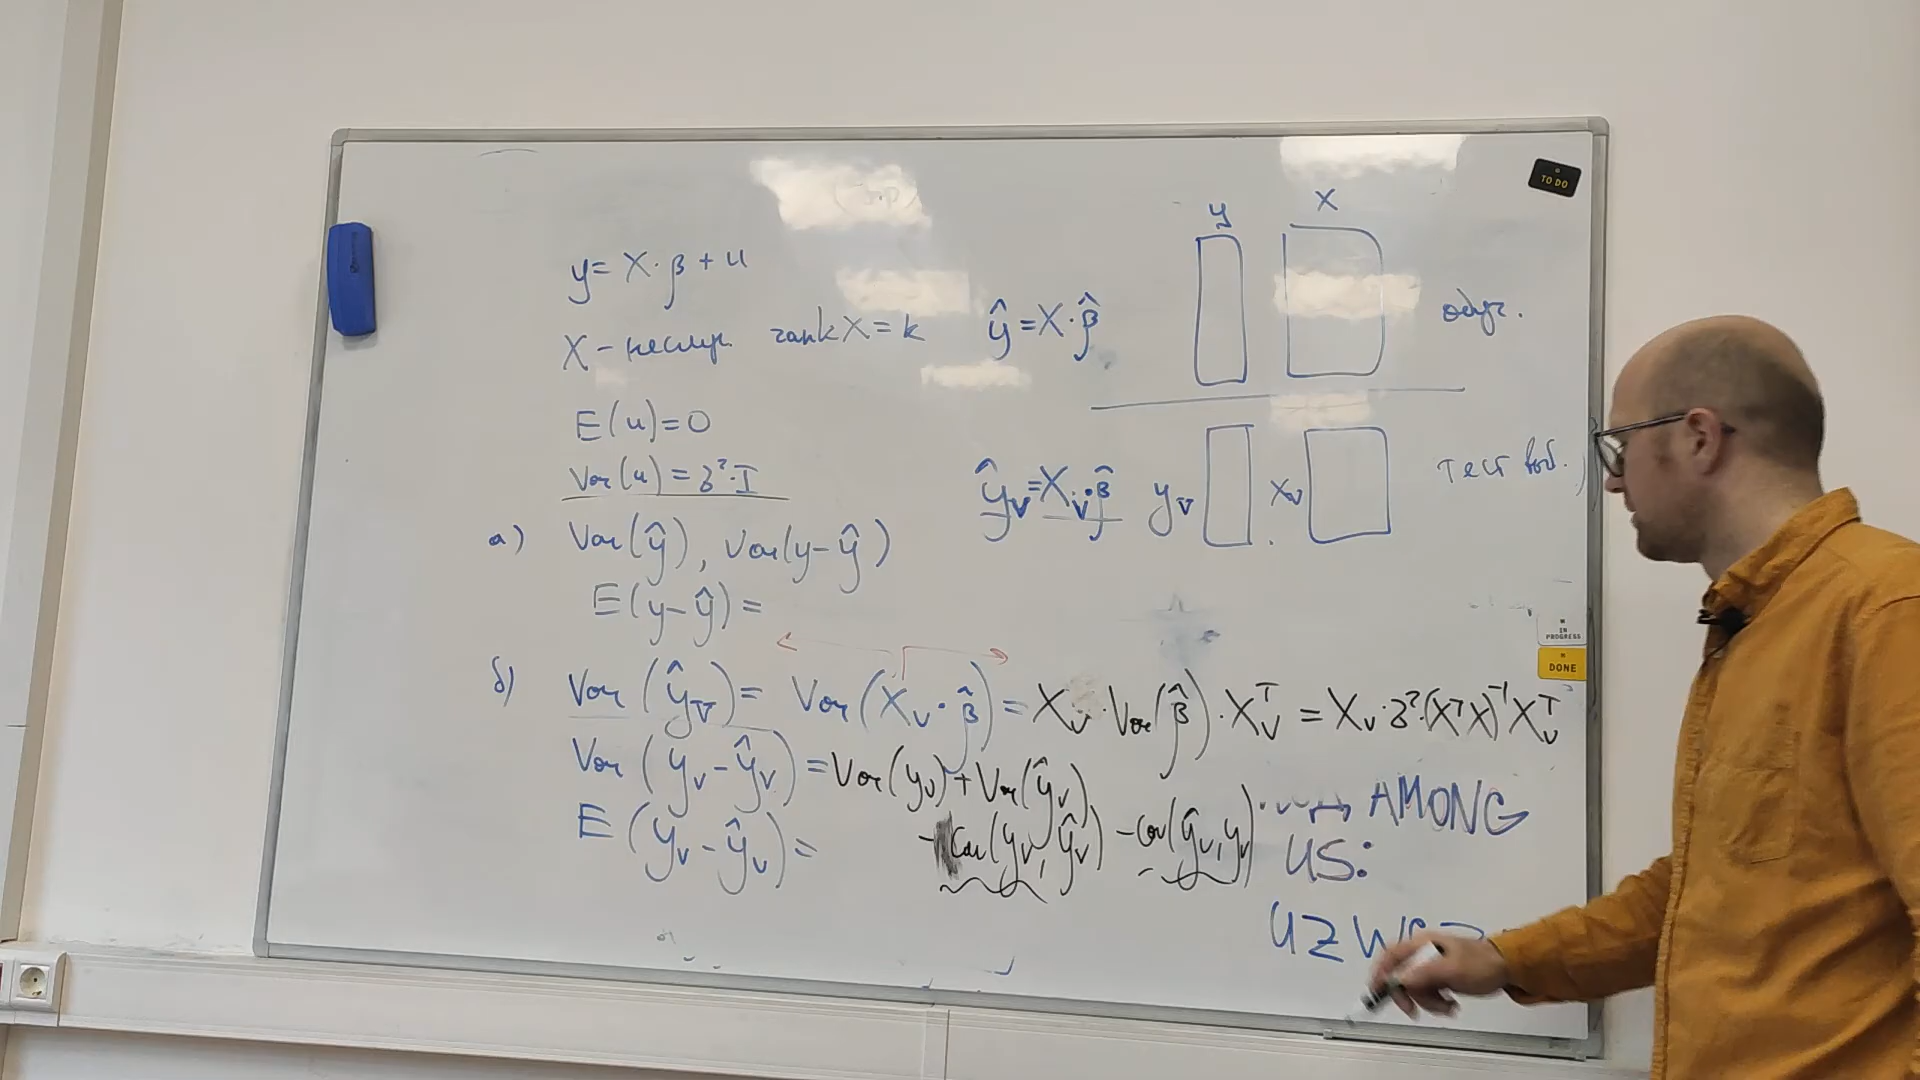 y = X·β + u
X – неслуч. rank X = k
ŷ = X·β̂
E(u) = 0
Var(u) = σ²·I
y
X
обуч.
ŷᵥ = Xᵥ·β̂
yᵥ
Xᵥ
тест выб.
а) Var(ŷ), Var(y–ŷ)
E(y–ŷ) =
б) Var(ŷᵥ) = Var(Xᵥ·β̂) = Xᵥ·Var(β̂)·Xᵥᵀ = Xᵥ·σ²·(XᵀX)⁻¹Xᵥᵀ
Var(yᵥ – ŷᵥ) = Var(yᵥ) + Var(ŷᵥ)
– Cov(yᵥ, ŷᵥ) – Cov(ŷᵥ, yᵥ)
E(yᵥ – ŷᵥ) =
AMONG
US:
TO DO
IN
PROGRESS
DONE